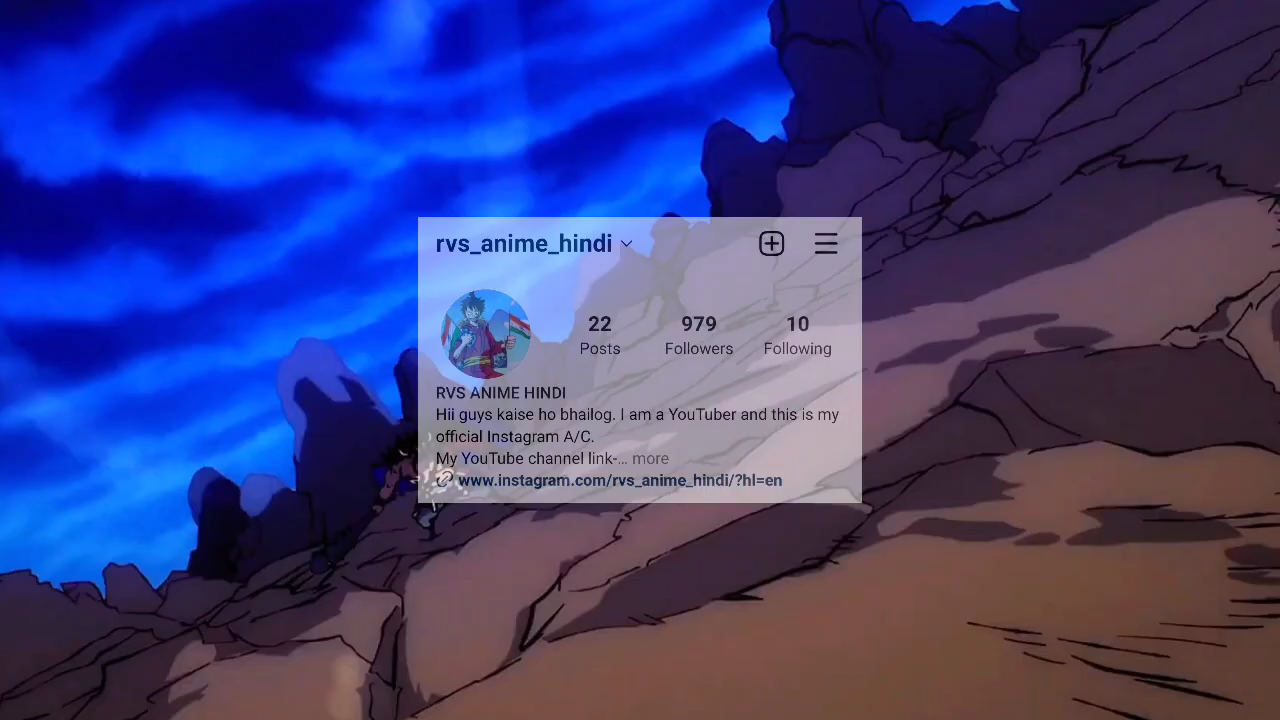 rvs_anime_hindi
22 979 10
Posts Followers Following
RVS ANIME HINDI
Hii guys kaise ho bhailog. I am a YouTuber and this is my
official Instagram A/C.
My YouTube channel link-... more
www.instagram.com/rvs_anime_hindi/?hl=en